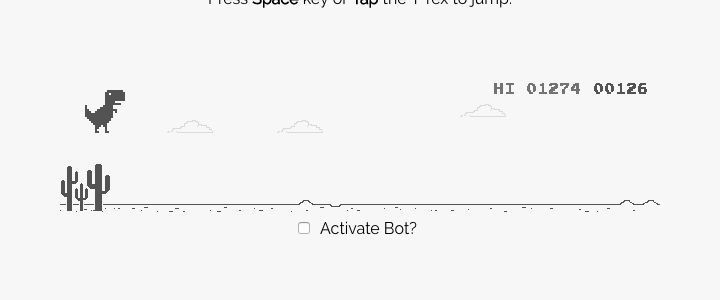 Press Space key or Tap the T-rex to jump.
HI 01274 00126
Activate Bot?